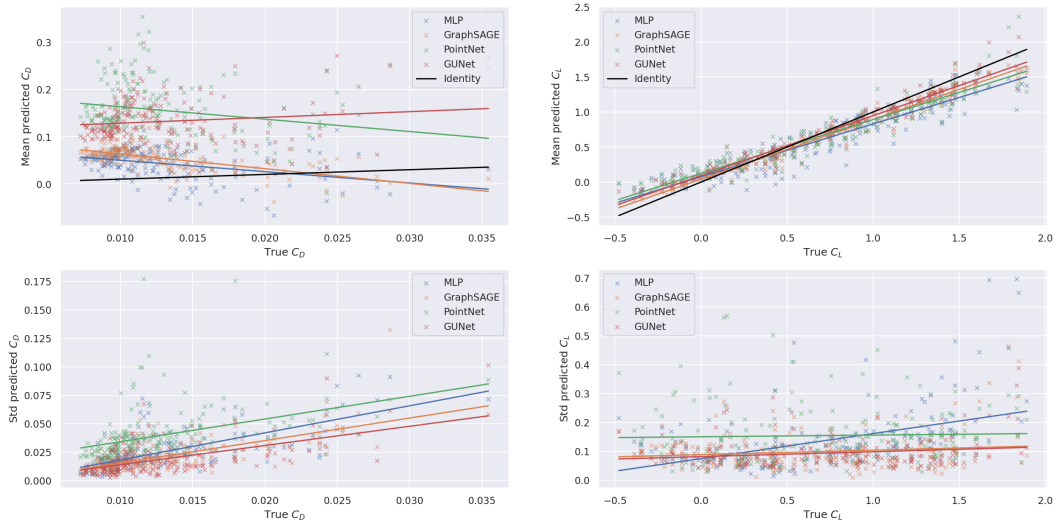 Mean predicted C_D
0.3
0.2
0.1
0.0
MLP
GraphSAGE
PointNet
GUNet
Identity
0.010 0.015 0.020 0.025 0.030 0.035
True C_D
Mean predicted C_L
2.5
2.0
1.5
1.0
0.5
0.0
−0.5
MLP
GraphSAGE
PointNet
GUNet
Identity
−0.5 0.0 0.5 1.0 1.5 2.0
True C_L
Std predicted C_D
0.175
0.150
0.125
0.100
0.075
0.050
0.025
0.000
MLP
GraphSAGE
PointNet
GUNet
0.010 0.015 0.020 0.025 0.030 0.035
True C_D
Std predicted C_L
0.7
0.6
0.5
0.4
0.3
0.2
0.1
0.0
MLP
GraphSAGE
PointNet
GUNet
−0.5 0.0 0.5 1.0 1.5 2.0
True C_L